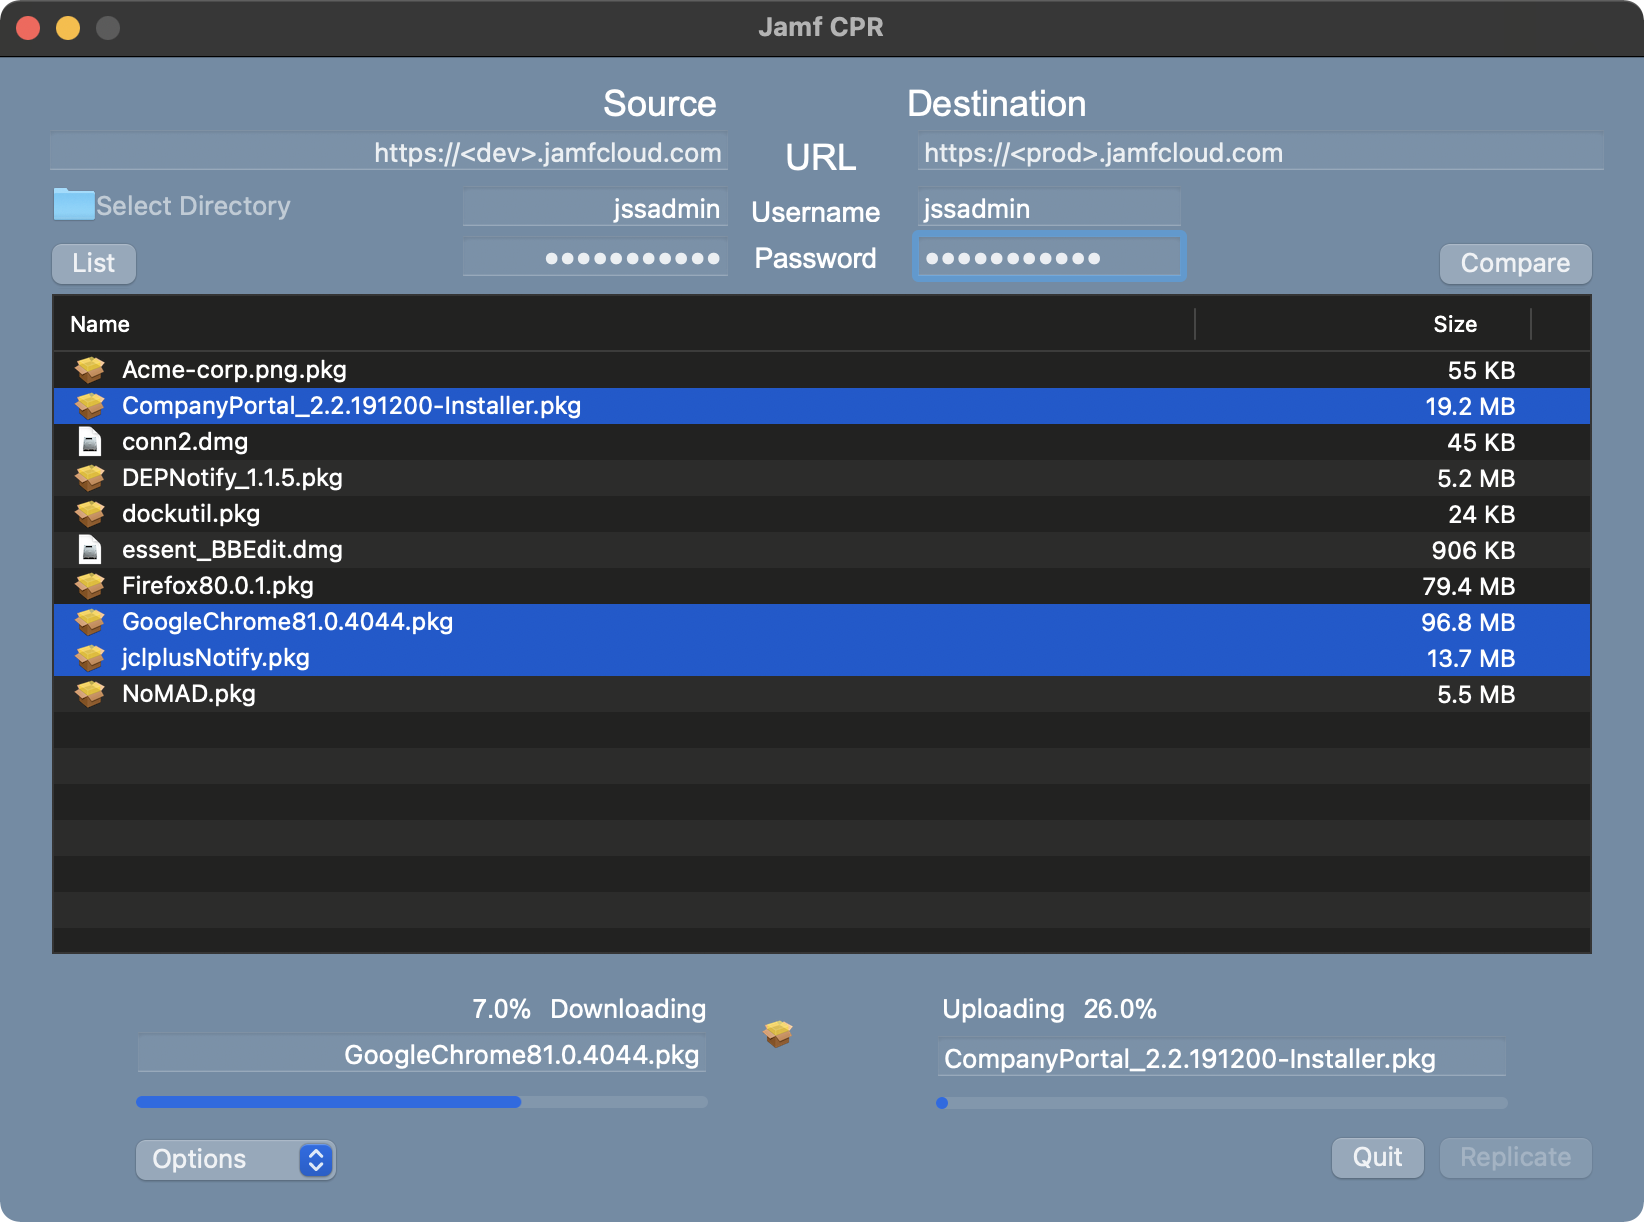 Jamf CPR
Source Destination
https://<dev>.jamfcloud.com URL https://<prod>.jamfcloud.com
Select Directory jssadmin Username jssadmin
List ●●●●●●●●●●● Password ●●●●●●●●●●● Compare
Name Size
Acme-corp.png.pkg 55 KB
CompanyPortal_2.2.191200-Installer.pkg 19.2 MB
conn2.dmg 45 KB
DEPNotify_1.1.5.pkg 5.2 MB
dockutil.pkg 24 KB
essent_BBEdit.dmg 906 KB
Firefox80.0.1.pkg 79.4 MB
GoogleChrome81.0.4044.pkg 96.8 MB
jclplusNotify.pkg 13.7 MB
NoMAD.pkg 5.5 MB
7.0% Downloading Uploading 26.0%
GoogleChrome81.0.4044.pkg CompanyPortal_2.2.191200-Installer.pkg
Options Quit Replicate